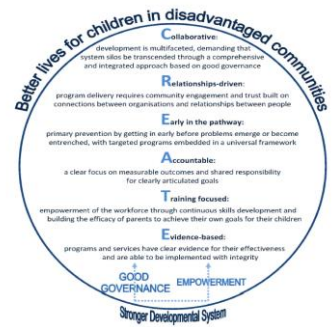 Better lives for children in disadvantaged communities
Collaborative:
development is multifaceted, demanding that
system silos be transcended through a comprehensive
and integrated approach based on good governance
Relationships-driven:
program delivery requires community engagement and trust built on
connections between organisations and relationships between people
Early in the pathway:
primary prevention by getting in early before problems emerge or become
entrenched, with targeted programs embedded in a universal framework
Accountable:
a clear focus on measurable outcomes and shared responsibility
for clearly articulated goals
Training focused:
empowerment of the workforce through continuous skills development and
building the efficacy of parents to achieve their own goals for their children
Evidence-based:
programs and services have clear evidence for their effectiveness
and are able to be implemented with integrity
GOOD
GOVERNANCE
EMPOWERMENT
Stronger Developmental System